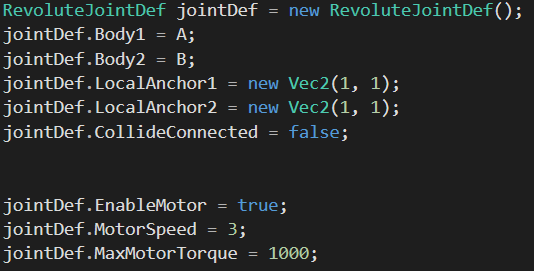 RevoluteJointDef jointDef = new RevoluteJointDef();
jointDef.Body1 = A;
jointDef.Body2 = B;
jointDef.LocalAnchor1 = new Vec2(1, 1);
jointDef.LocalAnchor2 = new Vec2(1, 1);
jointDef.CollideConnected = false;
jointDef.EnableMotor = true;
jointDef.MotorSpeed = 3;
jointDef.MaxMotorTorque = 1000;